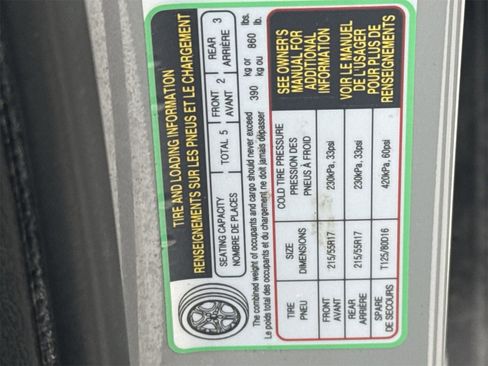 TIRE AND LOADING INFORMATION
RENSEIGNEMENTS SUR LES PNEUS ET LE CHARGEMENT
SEATING CAPACITY
NOMBRE DE PLACES
TOTAL 5
FRONT 2
AVANT
REAR 3
ARRIÈRE
The combined weight of occupants and cargo should never exceed 390 kg or 860 lbs.
Le poids total des occupants et du chargement ne doit jamais dépasser kg ou lb.
TIRE
PNEU
SIZE
DIMENSIONS
COLD TIRE PRESSURE
PRESSION DES
PNEUS À FROID
SEE OWNER'S
MANUAL FOR
ADDITIONAL
INFORMATION
FRONT
AVANT
215/55R17
230kPa, 33psi
VOIR LE MANUEL
DE L'USAGER
POUR PLUS DE
RENSEIGNEMENTS
REAR
ARRIÈRE
215/55R17
230kPa, 33psi
SPARE
DE SECOURS
T125/80D16
420kPa, 60psi